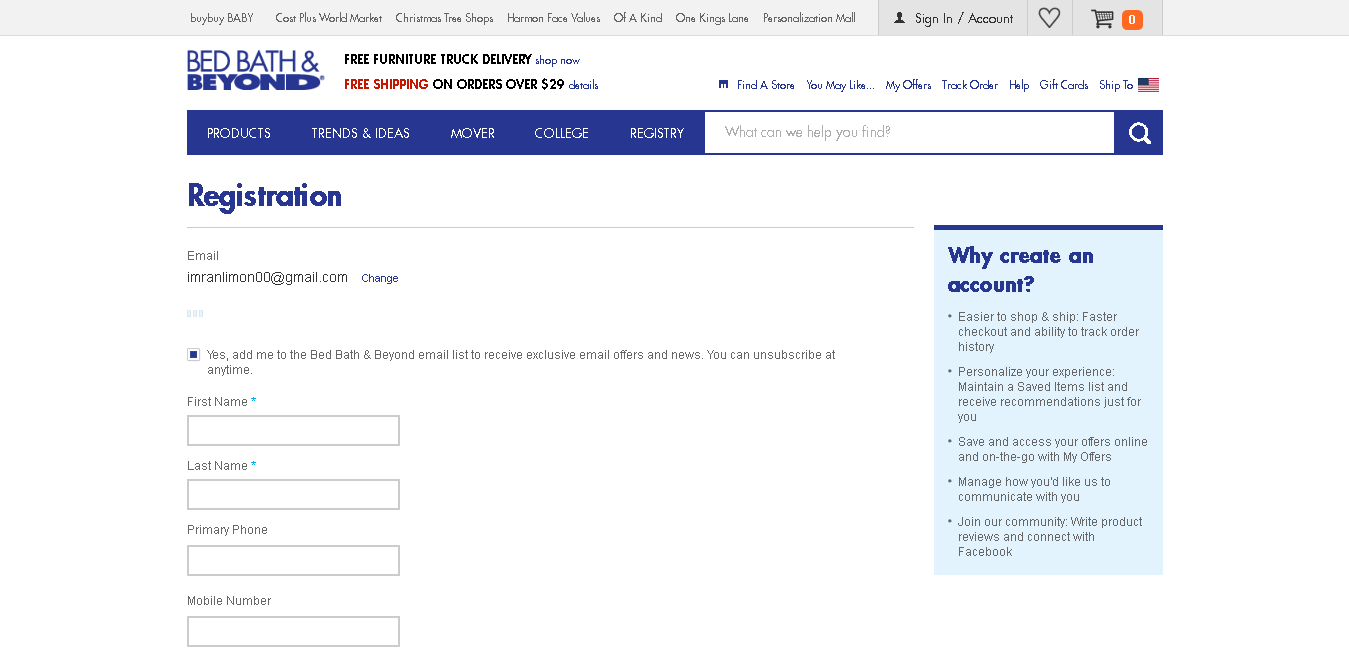 buybuy BABY Cost Plus World Market Christmas Tree Shops Harmon Face Values Of A Kind One Kings Lane Personalization Mall Sign In / Account 0
BED BATH &
BEYOND®
FREE FURNITURE TRUCK DELIVERY shop now
FREE SHIPPING ON ORDERS OVER $29 details
Find A Store You May Like... My Offers Track Order Help Gift Cards Ship To
PRODUCTS TRENDS & IDEAS MOVER COLLEGE REGISTRY What can we help you find?
Registration
Email
imranlimon00@gmail.com Change
Yes, add me to the Bed Bath & Beyond email list to receive exclusive email offers and news. You can unsubscribe at
anytime.
First Name *
Last Name *
Primary Phone
Mobile Number
Why create an
account?
• Easier to shop & ship: Faster
checkout and ability to track order
history
• Personalize your experience:
Maintain a Saved Items list and
receive recommendations just for
you
• Save and access your offers online
and on-the-go with My Offers
• Manage how you'd like us to
communicate with you
• Join our community: Write product
reviews and connect with
Facebook